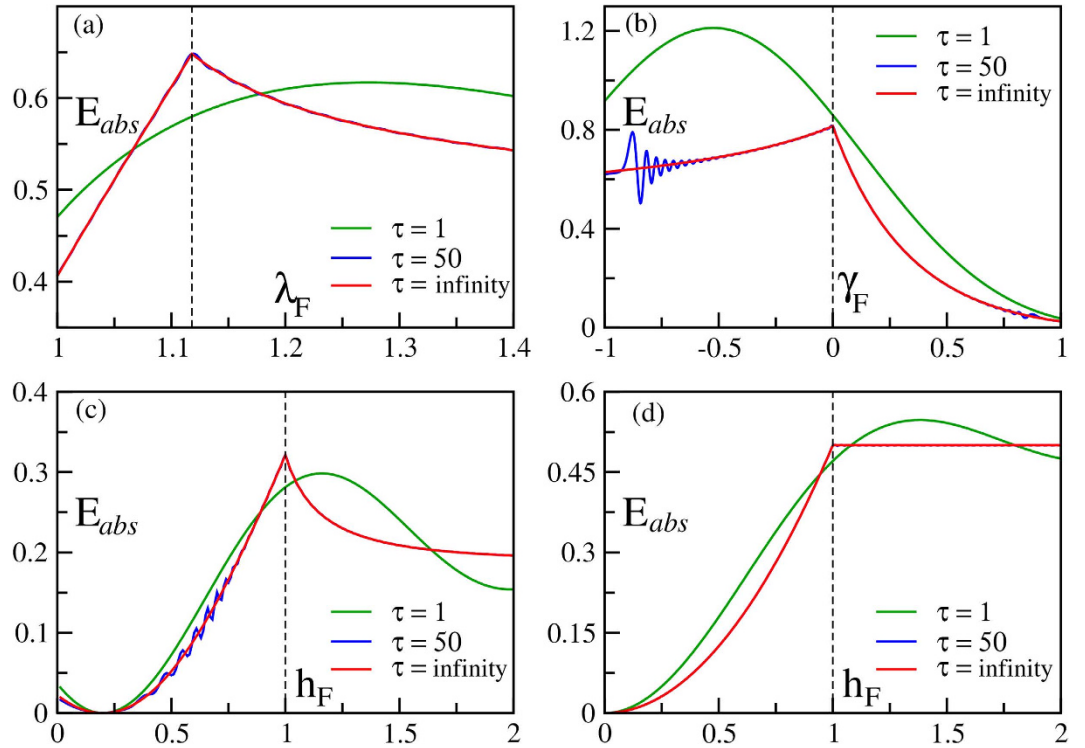 (a)
0.6
E_abs
0.5
0.4
τ = 1
τ = 50
τ = infinity
λ_F
1 1.1 1.2 1.3 1.4
(b)
1.2
E_abs
0.8
0.4
0
τ = 1
τ = 50
τ = infinity
γ_F
-1 -0.5 0 0.5 1
(c)
0.4
0.3
E_abs
0.2
0.1
0
τ = 1
τ = 50
τ = infinity
h_F
0 0.5 1 1.5 2
(d)
0.6
0.45
E_abs
0.3
0.15
0
τ = 1
τ = 50
τ = infinity
h_F
0 0.5 1 1.5 2